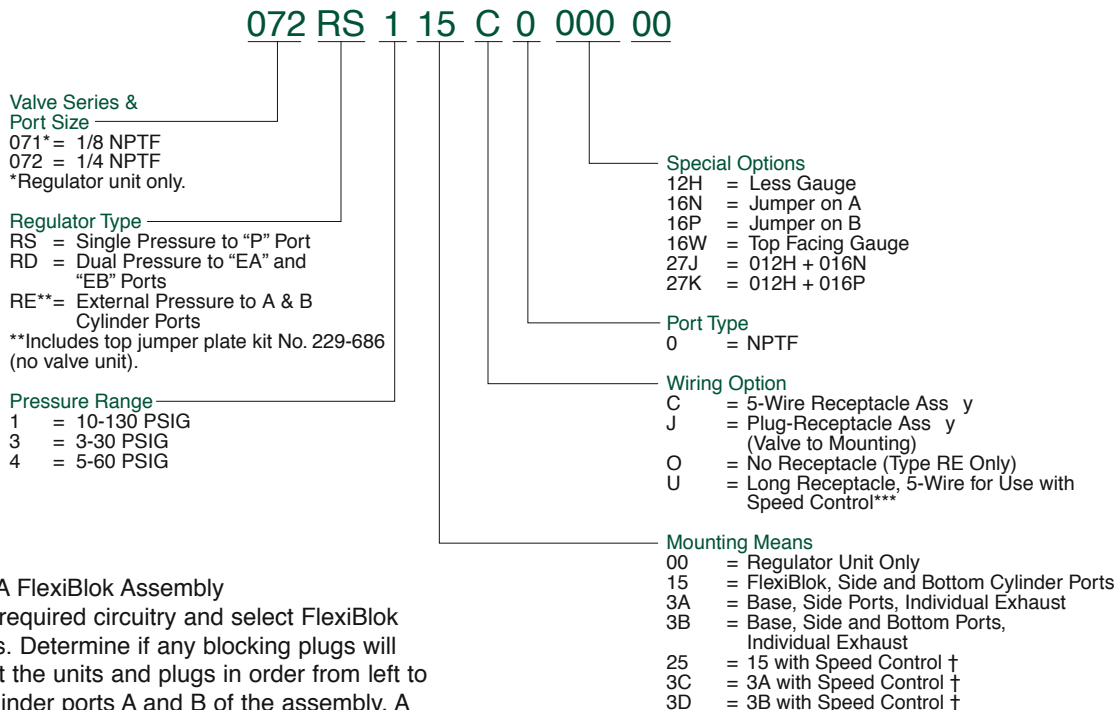 072 RS 1 15 C 0 000 00
Valve Series &
Port Size
071* = 1/8 NPTF
072 = 1/4 NPTF
*Regulator unit only.
Regulator Type
RS = Single Pressure to “P” Port
RD = Dual Pressure to “EA” and
“EB” Ports
RE** = External Pressure to A & B
Cylinder Ports
**Includes top jumper plate kit No. 229-686
(no valve unit).
Pressure Range
1 = 10-130 PSIG
3 = 3-30 PSIG
4 = 5-60 PSIG
A FlexiBlok Assembly
required circuitry and select FlexiBlok
s. Determine if any blocking plugs will
t the units and plugs in order from left to
linder ports A and B of the assembly. A
Special Options
12H = Less Gauge
16N = Jumper on A
16P = Jumper on B
16W = Top Facing Gauge
27J = 012H + 016N
27K = 012H + 016P
Port Type
0 = NPTF
Wiring Option
C = 5-Wire Receptacle Ass y
J = Plug-Receptacle Ass y
(Valve to Mounting)
O = No Receptacle (Type RE Only)
U = Long Receptacle, 5-Wire for Use with
Speed Control***
Mounting Means
00 = Regulator Unit Only
15 = FlexiBlok, Side and Bottom Cylinder Ports
3A = Base, Side Ports, Individual Exhaust
3B = Base, Side and Bottom Ports,
Individual Exhaust
25 = 15 with Speed Control †
3C = 3A with Speed Control †
3D = 3B with Speed Control †